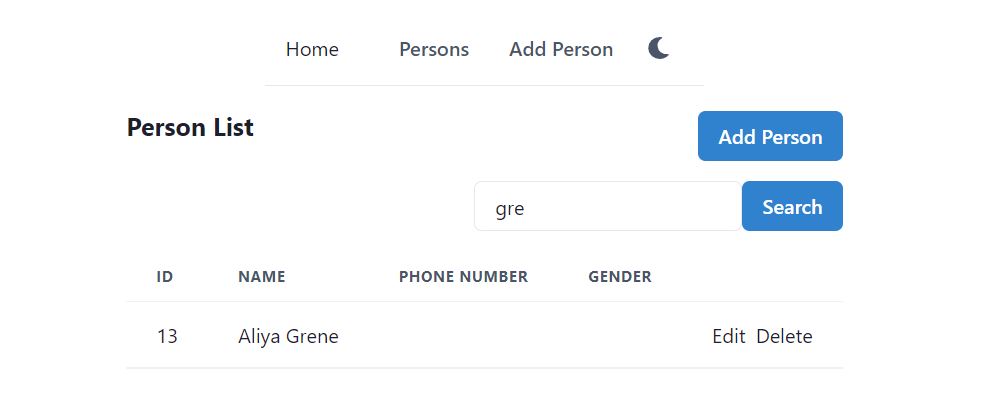 Home Persons Add Person
Person List
Add Person
gre Search
ID NAME PHONE NUMBER GENDER
13 Aliya Grene Edit Delete